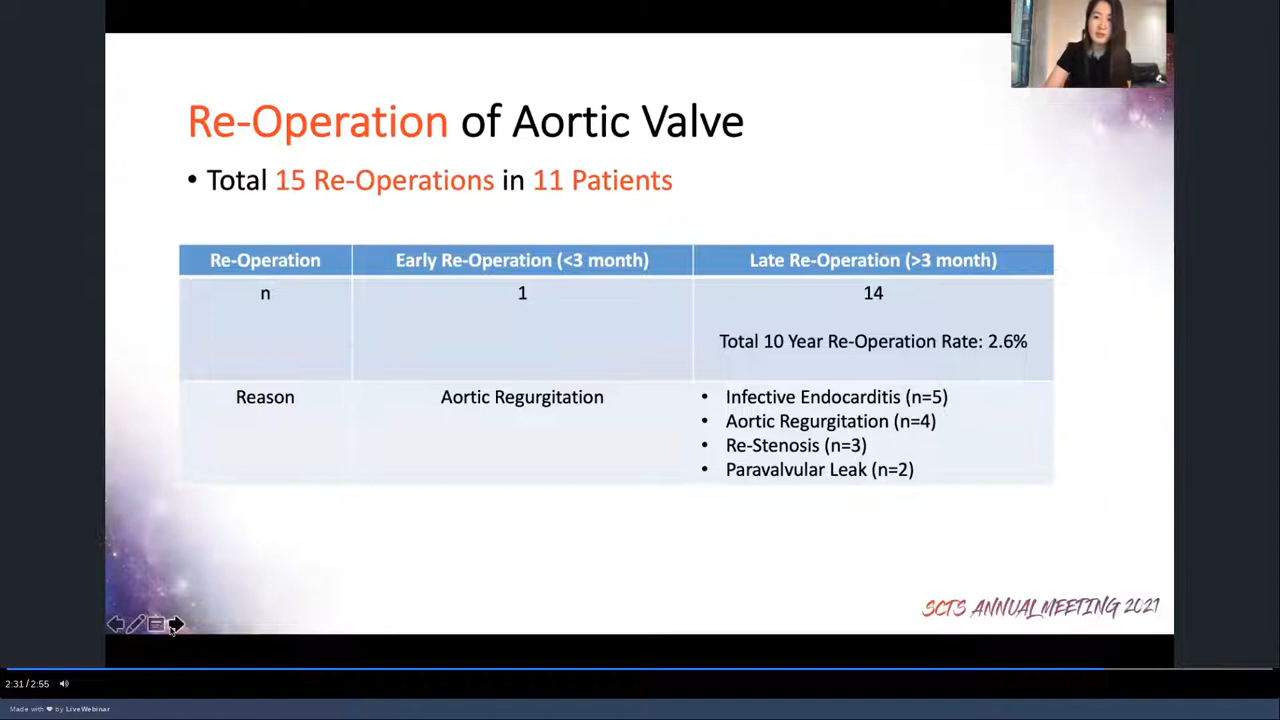 Re-Operation of Aortic Valve
• Total 15 Re-Operations in 11 Patients
Re-Operation
Early Re-Operation (<3 month)
Late Re-Operation (>3 month)
n
1
14
Total 10 Year Re-Operation Rate: 2.6%
Reason
Aortic Regurgitation
• Infective Endocarditis (n=5)
• Aortic Regurgitation (n=4)
• Re-Stenosis (n=3)
• Paravalvular Leak (n=2)
SCTS ANNUAL MEETING 2021
2:31 / 2:55
Made with ❤ by LiveWebinar